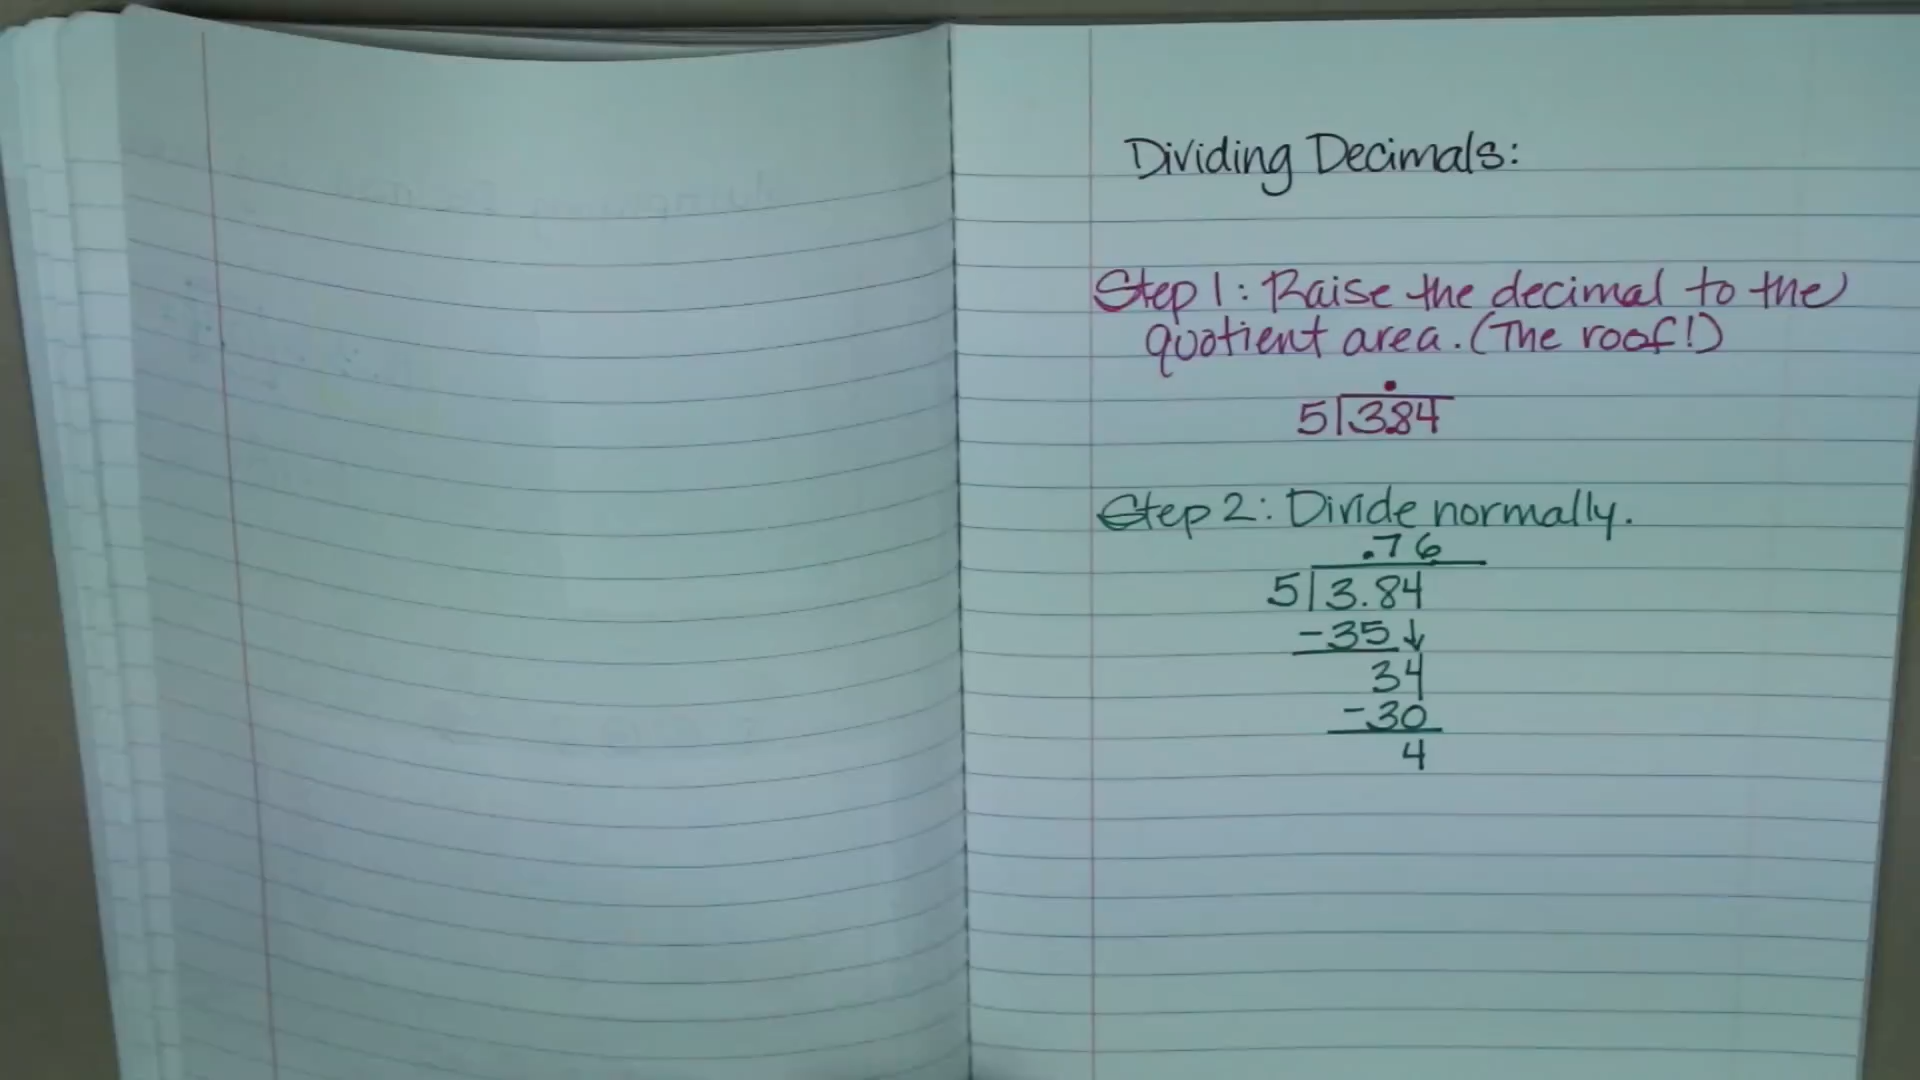 Dividing Decimals:
Step 1: Raise the decimal to the
quotient area. (The roof!)
.
5 3.84
Step 2: Divide normally.
.76
5 3.84
-35↓
34
-30
4